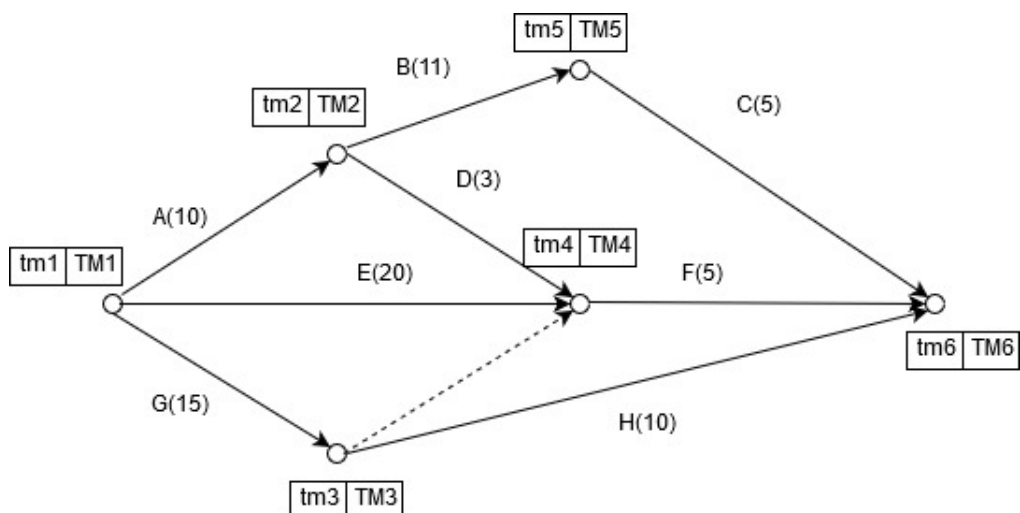 tm5 TM5
B(11)
tm2 TM2
C(5)
D(3)
A(10)
tm4 TM4
tm1 TM1
E(20)
F(5)
tm6 TM6
G(15)
H(10)
tm3 TM3